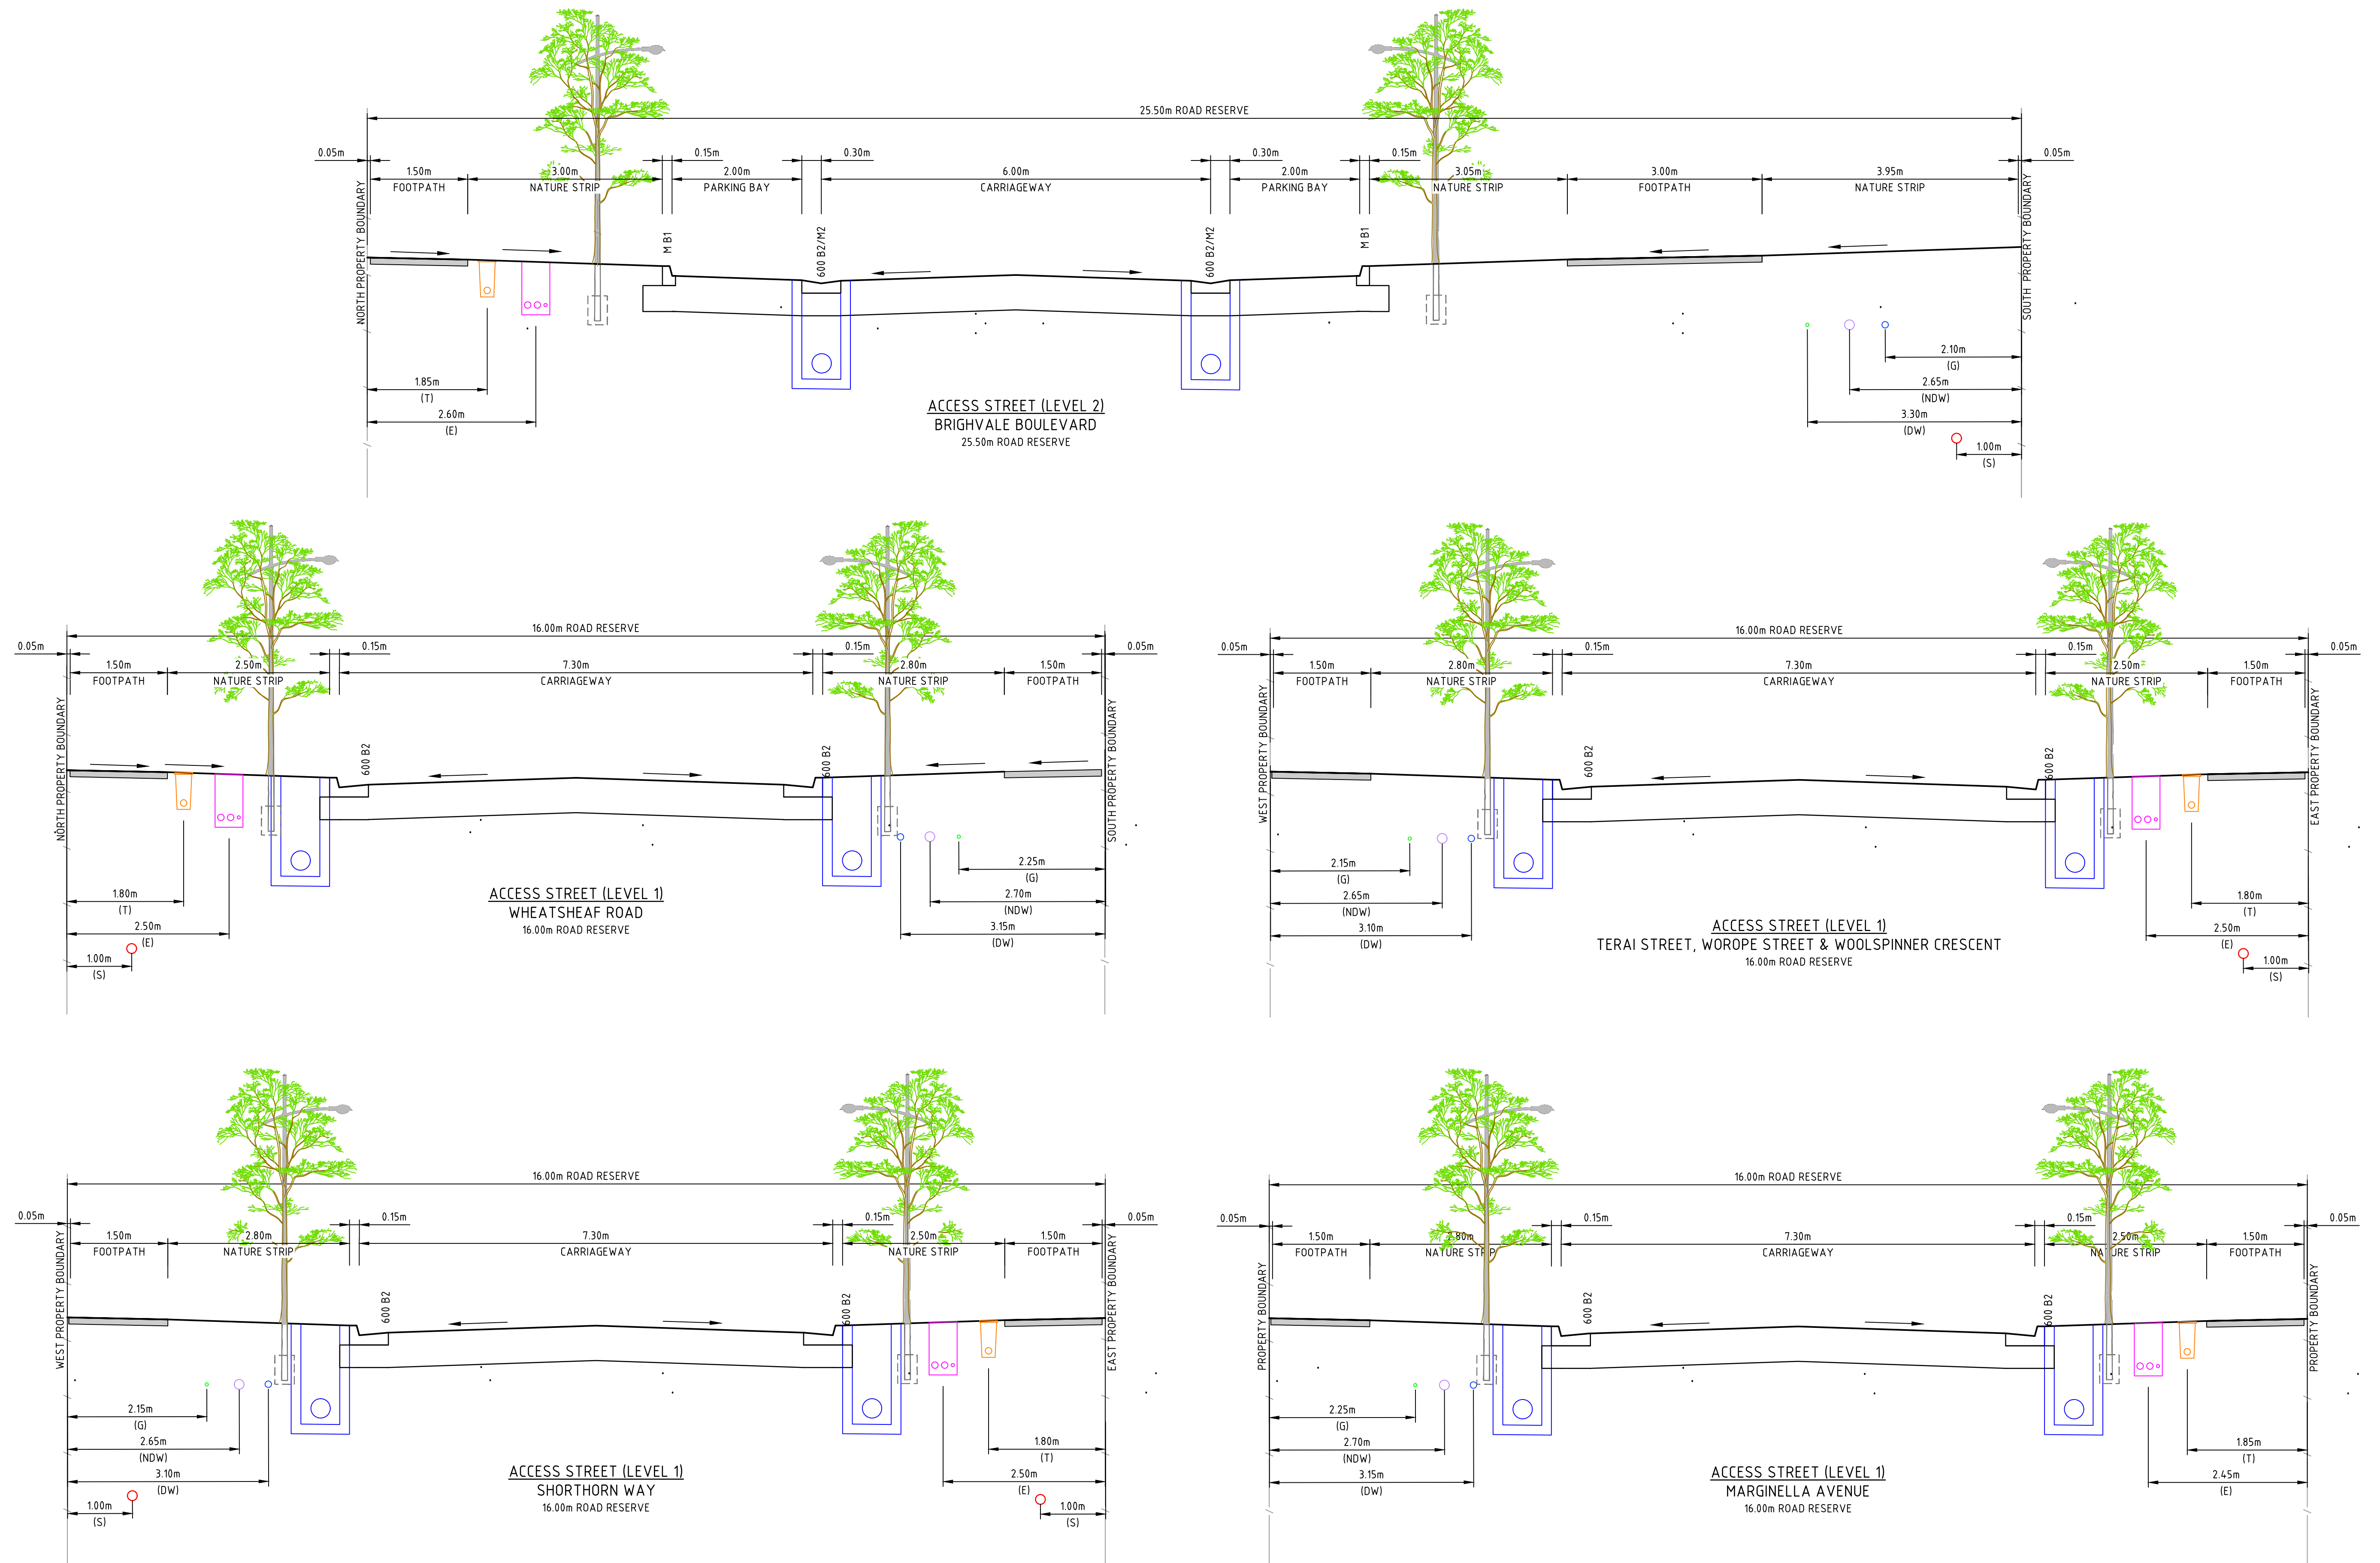 25.50m ROAD RESERVE
0.05m 0.15m 0.30m 0.30m 0.15m 0.05m
1.50m 3.00m 2.00m 6.00m 2.00m 3.05m 3.00m 3.95m
FOOTPATH NATURE STRIP PARKING BAY CARRIAGEWAY PARKING BAY NATURE STRIP FOOTPATH NATURE STRIP
NORTH PROPERTY BOUNDARY
M B1
600 B2/M2
600 B2/M2
M B1
SOUTH PROPERTY BOUNDARY
1.85m
(T)
2.60m
(E)
2.10m
(G)
2.65m
(NDW)
3.30m
(DW)
1.00m
(S)
ACCESS STREET (LEVEL 2)
BRIGHVALE BOULEVARD
25.50m ROAD RESERVE
16.00m ROAD RESERVE
0.05m 0.15m 0.15m 0.05m
1.50m 2.50m 7.30m 2.80m 1.50m
FOOTPATH NATURE STRIP CARRIAGEWAY NATURE STRIP FOOTPATH
NORTH PROPERTY BOUNDARY
600 B2
600 B2
SOUTH PROPERTY BOUNDARY
1.80m
(T)
2.50m
(E)
1.00m
(S)
2.25m
(G)
2.70m
(NDW)
3.15m
(DW)
ACCESS STREET (LEVEL 1)
WHEATSHEAF ROAD
16.00m ROAD RESERVE
16.00m ROAD RESERVE
0.05m 0.15m 0.15m 0.05m
1.50m 2.80m 7.30m 2.50m 1.50m
FOOTPATH NATURE STRIP CARRIAGEWAY NATURE STRIP FOOTPATH
WEST PROPERTY BOUNDARY
600 B2
600 B2
EAST PROPERTY BOUNDARY
2.15m
(G)
2.65m
(NDW)
3.10m
(DW)
1.80m
(T)
2.50m
(E)
1.00m
(S)
ACCESS STREET (LEVEL 1)
TERAI STREET, WOROPE STREET & WOOLSPINNER CRESCENT
16.00m ROAD RESERVE
16.00m ROAD RESERVE
0.05m 0.15m 0.15m 0.05m
1.50m 2.80m 7.30m 2.50m 1.50m
FOOTPATH NATURE STRIP CARRIAGEWAY NATURE STRIP FOOTPATH
WEST PROPERTY BOUNDARY
600 B2
600 B2
EAST PROPERTY BOUNDARY
2.15m
(G)
2.65m
(NDW)
3.10m
(DW)
1.00m
(S)
1.80m
(T)
2.50m
(E)
1.00m
(S)
ACCESS STREET (LEVEL 1)
SHORTHORN WAY
16.00m ROAD RESERVE
16.00m ROAD RESERVE
0.05m 0.15m 0.15m 0.05m
1.50m 2.80m 7.30m 2.50m 1.50m
FOOTPATH NATURE STRIP CARRIAGEWAY NATURE STRIP FOOTPATH
PROPERTY BOUNDARY
600 B2
600 B2
PROPERTY BOUNDARY
2.25m
(G)
2.70m
(NDW)
3.15m
(DW)
1.85m
(T)
2.45m
(E)
ACCESS STREET (LEVEL 1)
MARGINELLA AVENUE
16.00m ROAD RESERVE